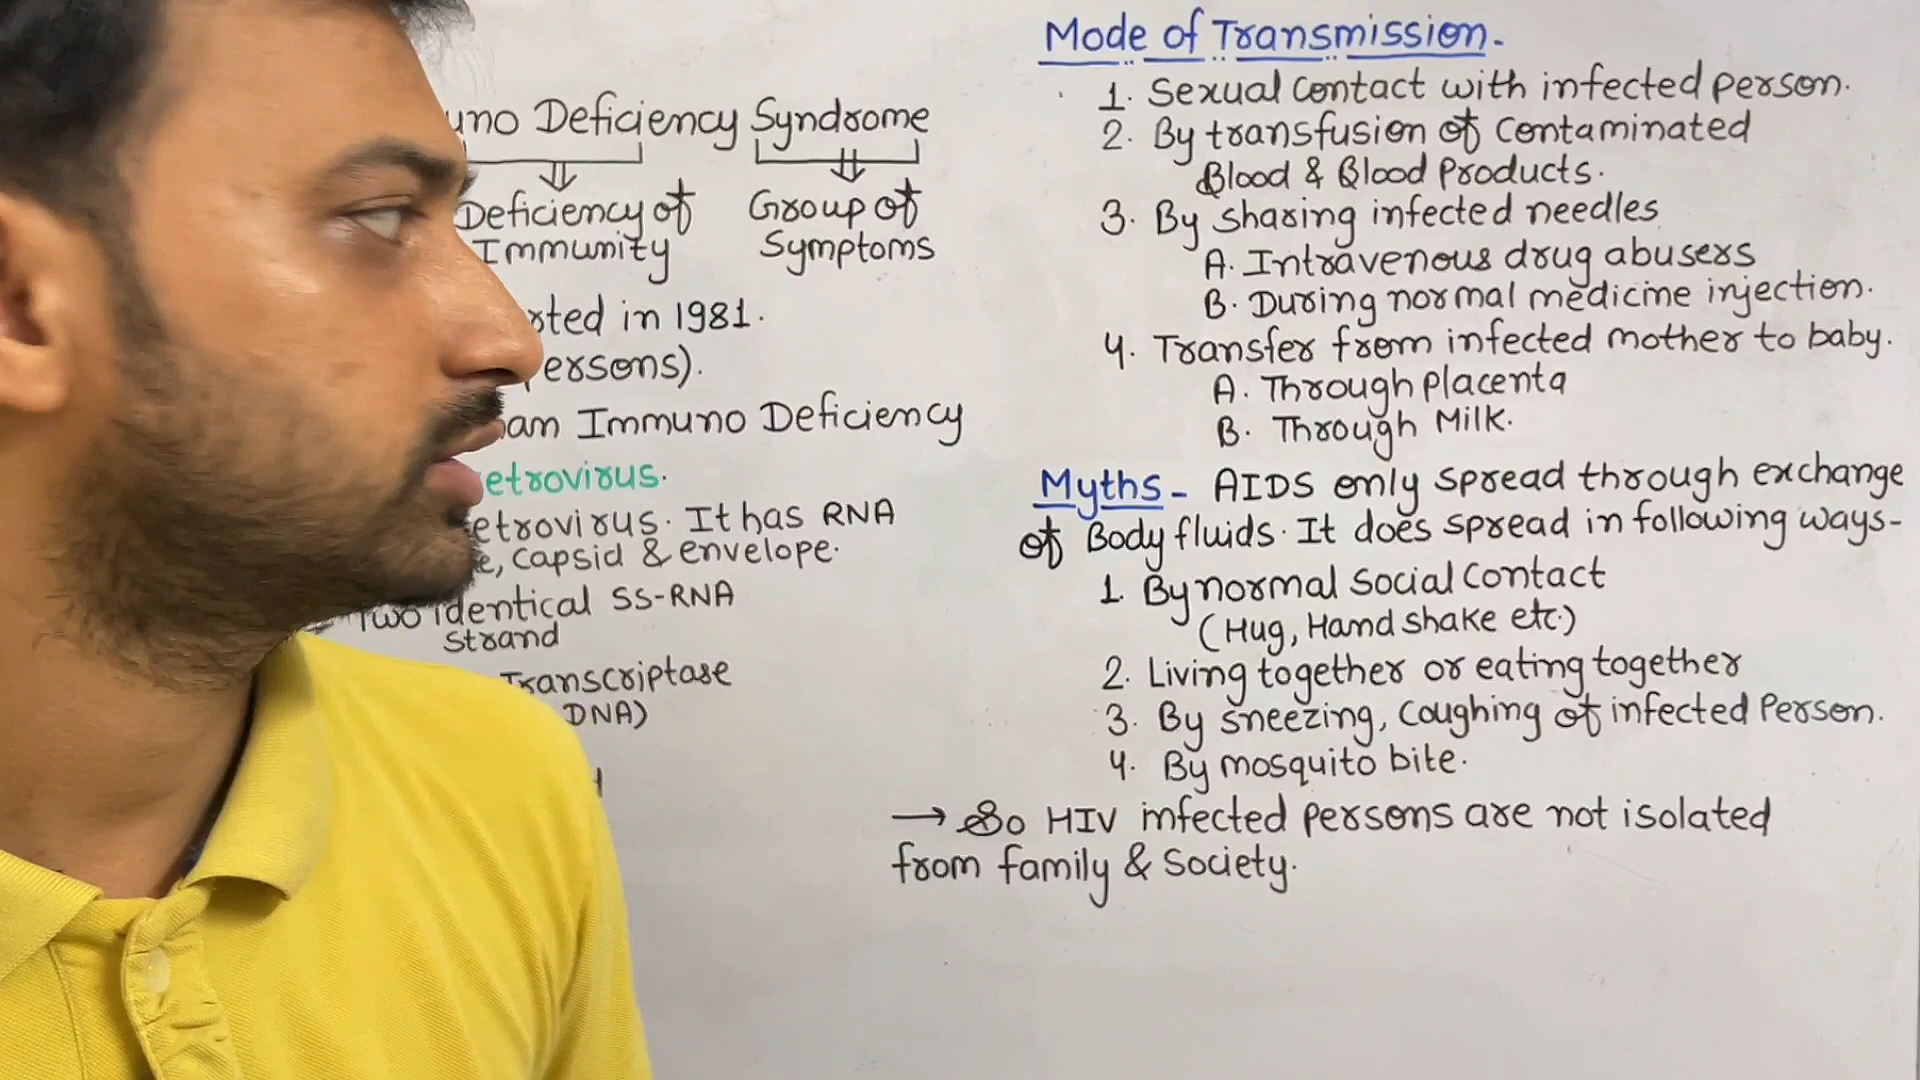 Deficiency Syndrome
Deficiency of
Immunity
Group of
Symptoms
in 1981.
Immuno Deficiency
It has RNA
capsid & envelope.
Two identical SS-RNA
Strand
Transcriptase
DNA)
Mode of Transmission.
1. Sexual contact with infected person.
2. By transfusion of contaminated
Blood & Blood Products.
3. By sharing infected needles
A. Intravenous drug abusers
B. During normal medicine injection.
4. Transfer from infected mother to baby.
A. Through placenta
B. Through Milk.
Myths - AIDS only spread through exchange
of Body fluids. It does spread in following ways-
1. By normal social contact
(Hug, Hand shake etc.)
2. Living together or eating together
3. By sneezing, coughing of infected Person.
4. By mosquito bite.
→ So HIV infected persons are not isolated
from family & Society.